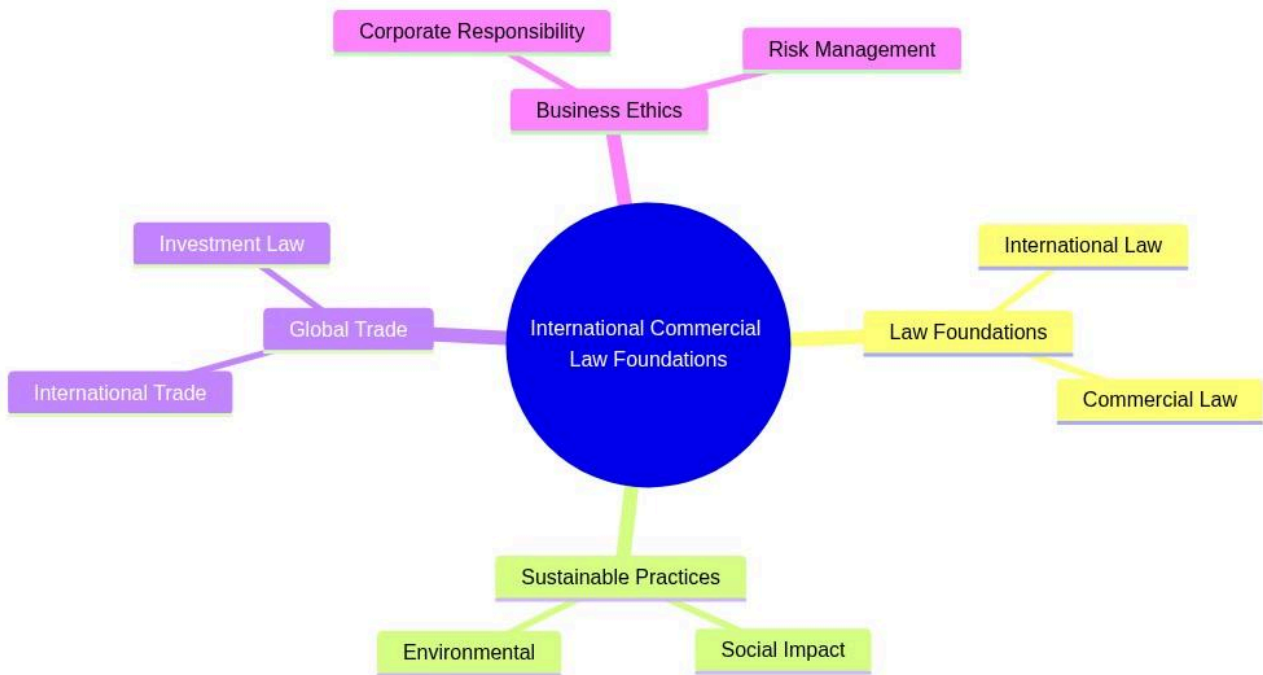 Corporate Responsibility
Risk Management
Business Ethics
Investment Law
International Law
Global Trade
International Commercial
Law Foundations
Law Foundations
International Trade
Commercial Law
Sustainable Practices
Environmental
Social Impact